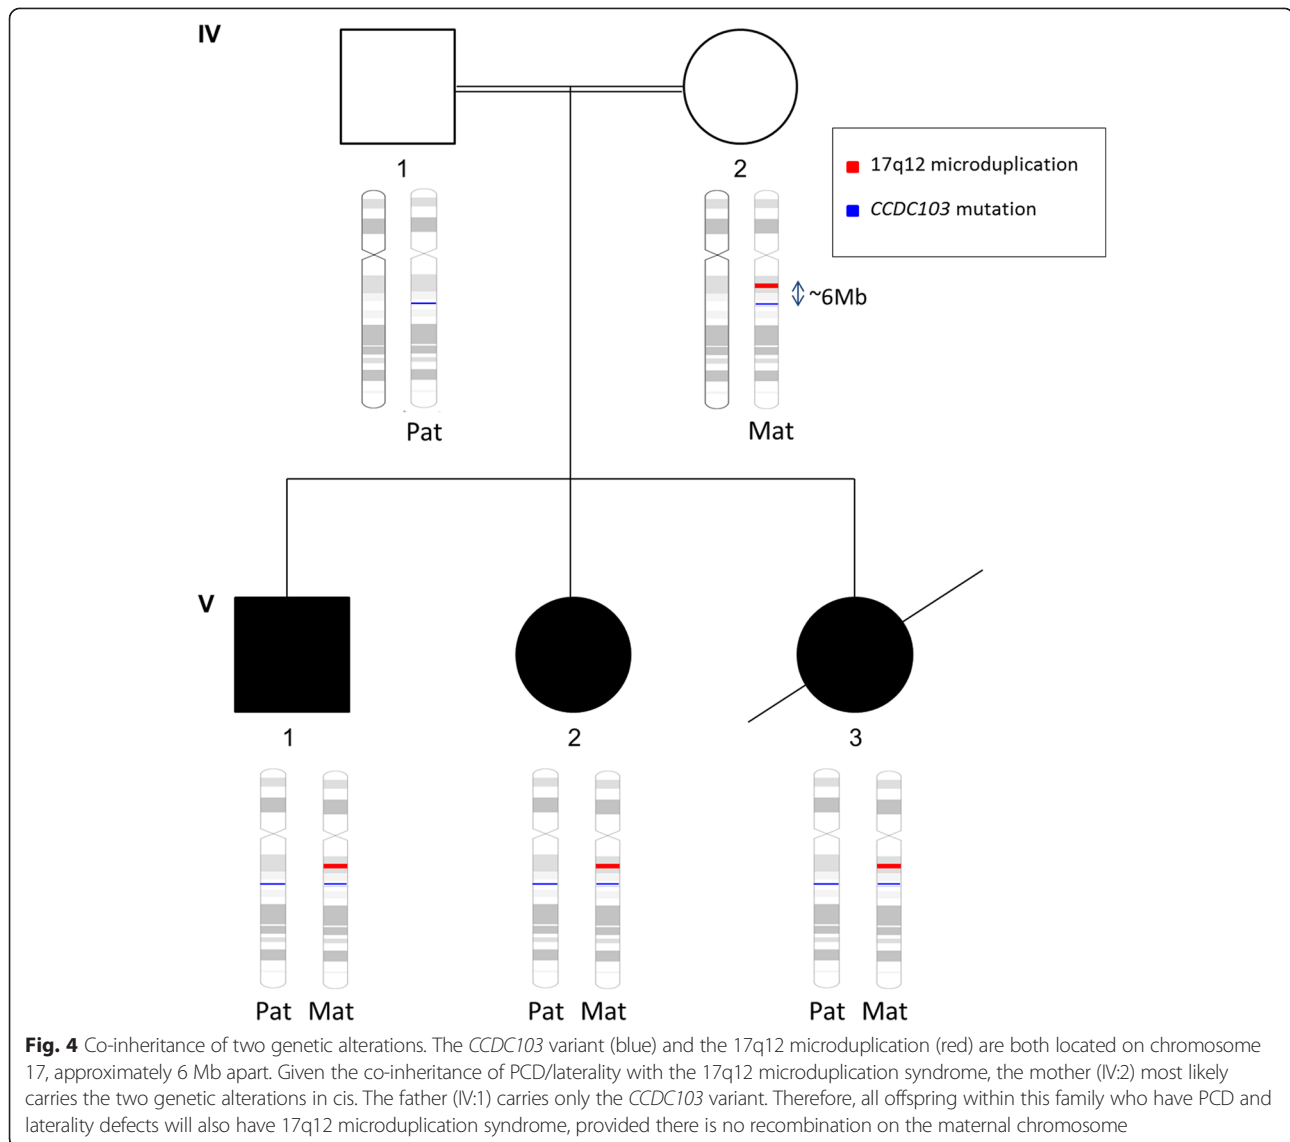 IV
1
2
17q12 microduplication
CCDC103 mutation
~6Mb
Pat
Mat
V
1
2
3
Pat Mat
Pat Mat
Pat Mat
Fig. 4 Co-inheritance of two genetic alterations. The CCDC103 variant (blue) and the 17q12 microduplication (red) are both located on chromosome
17, approximately 6 Mb apart. Given the co-inheritance of PCD/laterality with the 17q12 microduplication syndrome, the mother (IV:2) most likely
carries the two genetic alterations in cis. The father (IV:1) carries only the CCDC103 variant. Therefore, all offspring within this family who have PCD and
laterality defects will also have 17q12 microduplication syndrome, provided there is no recombination on the maternal chromosome